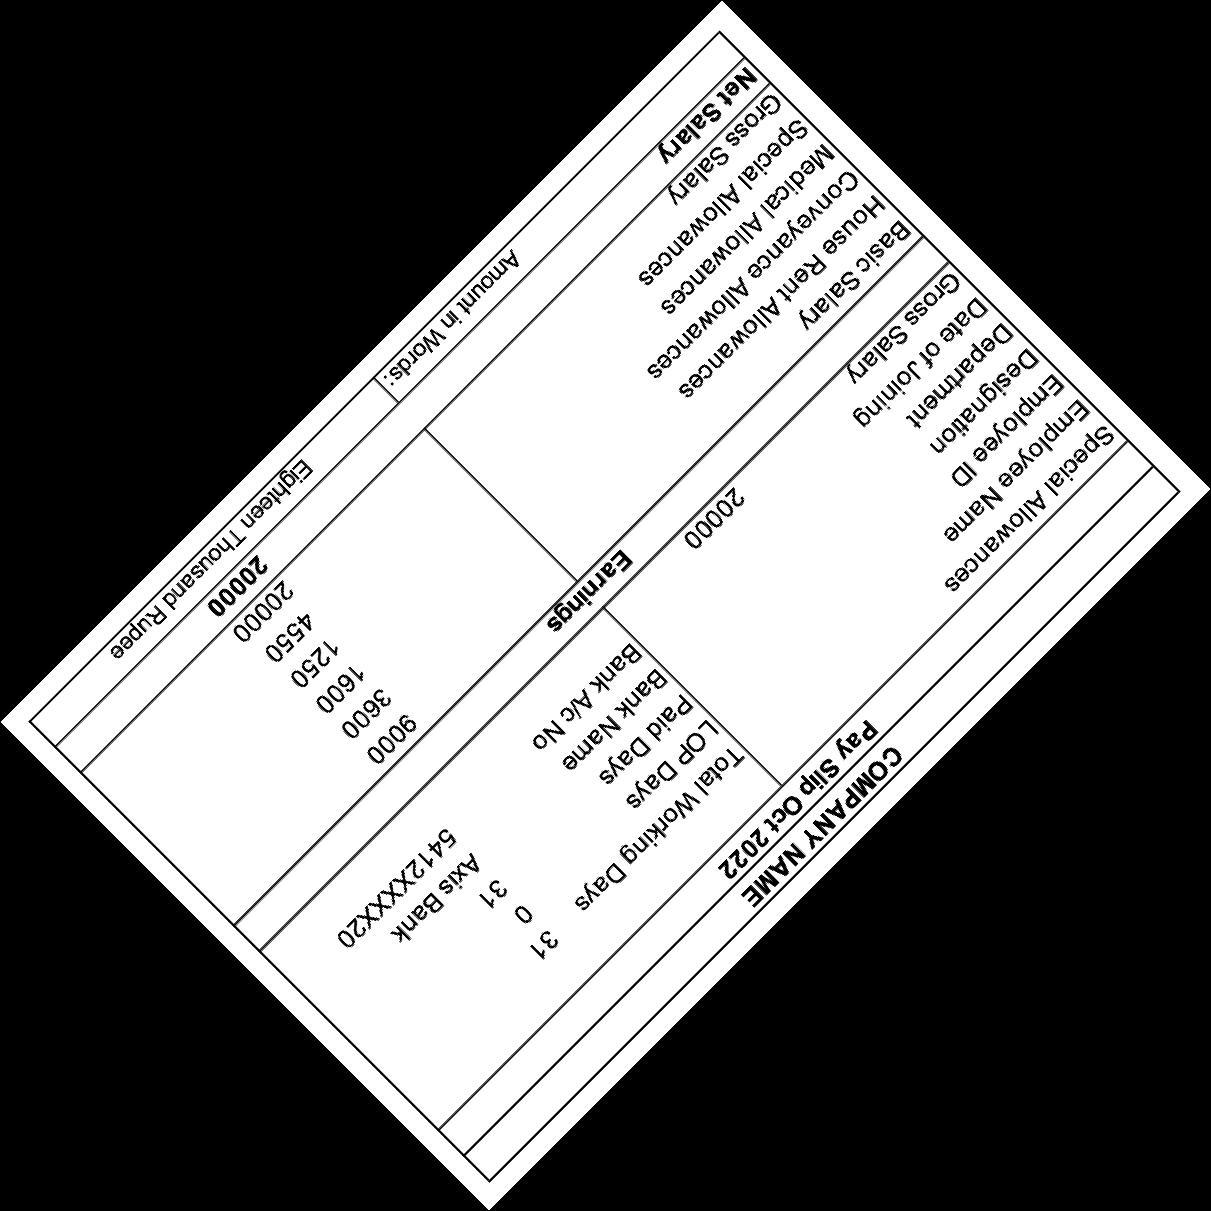 COMPANY NAME
Pay Slip Oct 2022
Special Allowances
Employee Name Total Working Days 31
Employee ID LOP Days 0
Designation Paid Days 31
Department Bank Name Axis Bank
Date of Joining Bank A/c No 5412XXXX20
Gross Salary 20000
Earnings
Basic Salary 9000
House Rent Allowances 3600
Conveyance Allowances 1600
Medical Allowances 1250
Special Allowances 4550
Gross Salary 20000
Net Salary 20000
Amount in Words: Eighteen Thousand Rupee